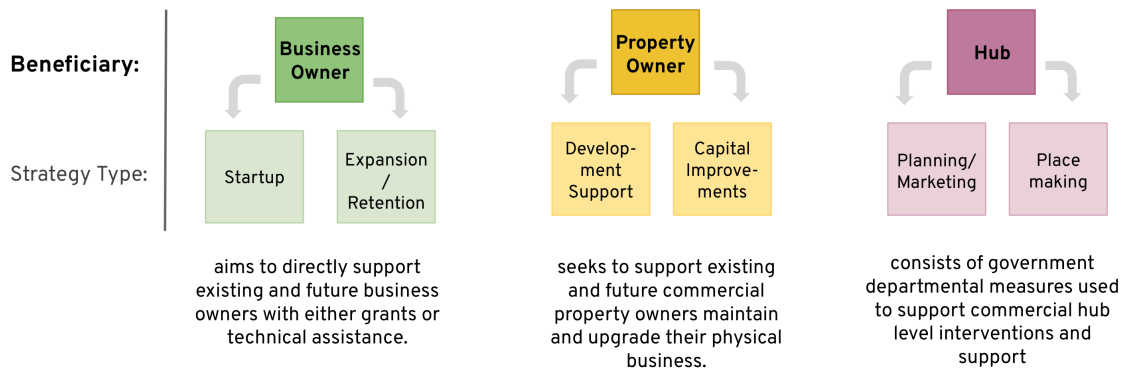 Beneficiary:
Business
Owner
Property
Owner
Hub
Strategy Type:
Startup
Expansion
/
Retention
Develop-
ment
Support
Capital
Improve-
ments
Planning/
Marketing
Place
making
aims to directly support
existing and future business
owners with either grants or
technical assistance.
seeks to support existing
and future commercial
property owners maintain
and upgrade their physical
business.
consists of government
departmental measures used
to support commercial hub
level interventions and
support